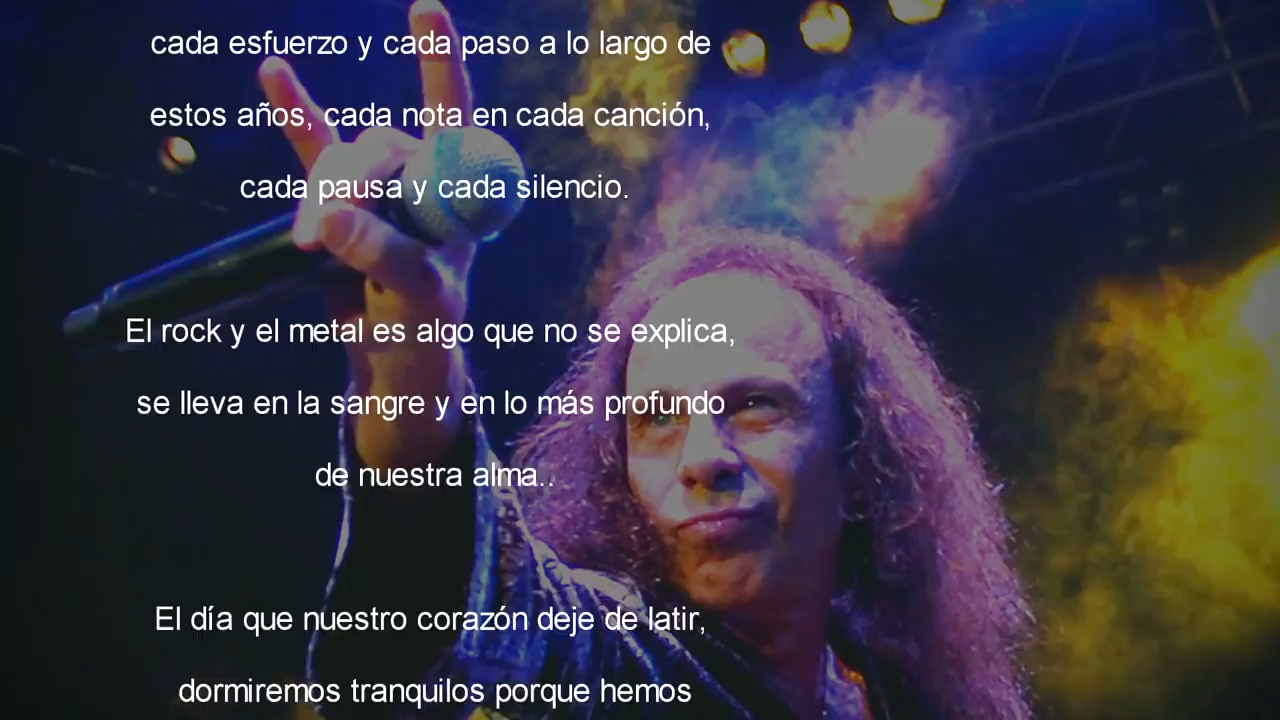 cada esfuerzo y cada paso a lo largo de
estos años, cada nota en cada canción,
cada pausa y cada silencio.
El rock y el metal es algo que no se explica,
se lleva en la sangre y en lo más profundo
de nuestra alma..
El día que nuestro corazón deje de latir,
dormiremos tranquilos porque hemos